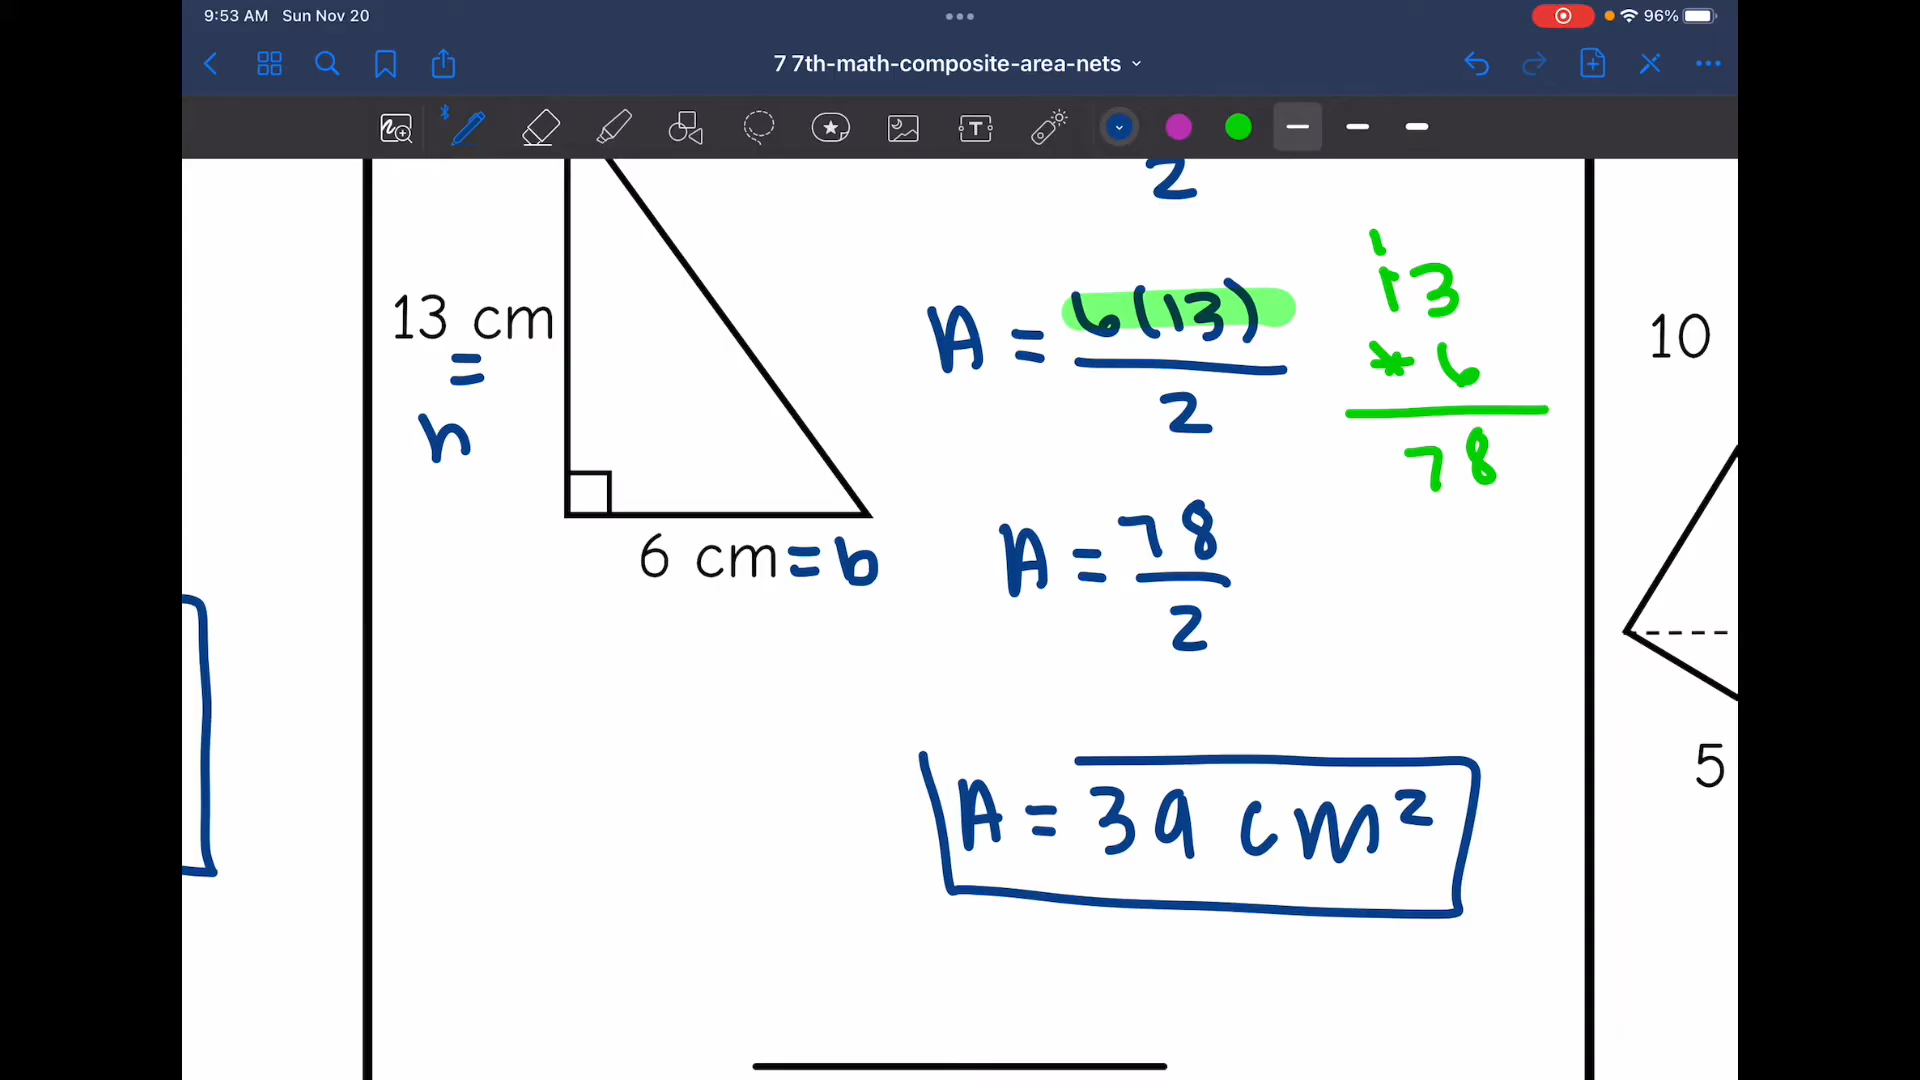 9:53 AM Sun Nov 20
96%
7 7th-math-composite-area-nets
2
13 cm
=
h
6 cm = b
A = 6(13)
2
1
13
* 6
78
A = 78
2
A = 39 cm²
10
5